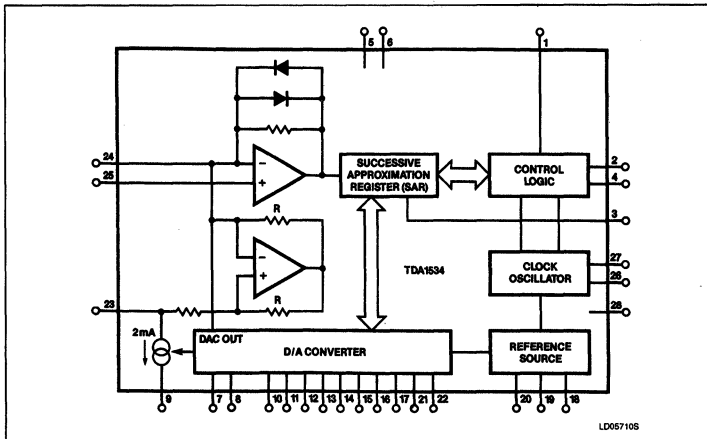 5 6 1
24
25
− +
SUCCESSIVE
APPROXIMATION
REGISTER (SAR)
CONTROL
LOGIC
2
4
3
R
− +
R
TDA1534
CLOCK
OSCILLATOR
27
26
28
23
2mA
DAC OUT
D/A CONVERTER
REFERENCE
SOURCE
9 7 8 10 11 12 13 14 15 16 17 21 22 20 19 18
LD05710S